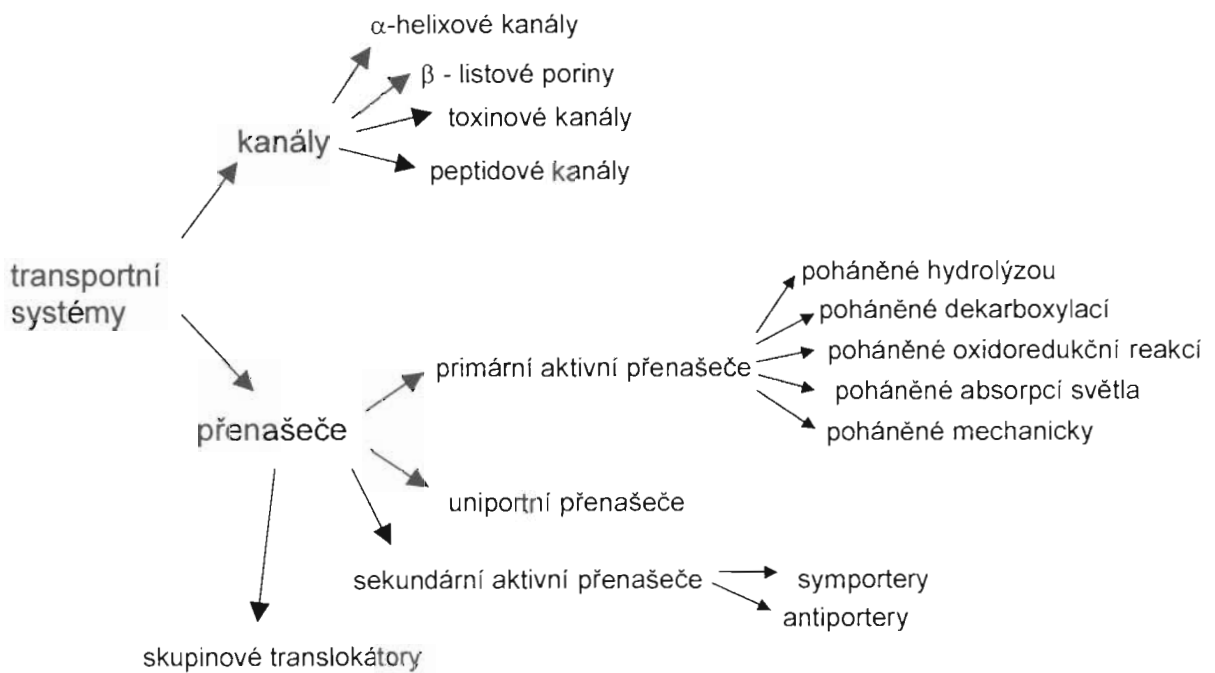 α-helixové kanály
β - listové poriny
toxinové kanály
kanály
peptidové kanály
transportní
systémy
poháněné hydrolýzou
poháněné dekarboxylací
poháněné oxidoredukční reakcí
primární aktivní přenašeče
poháněné absorpcí světla
přenašeče
poháněné mechanicky
uniportní přenašeče
sekundární aktivní přenašeče
symportery
antiportery
skupinové translokátory